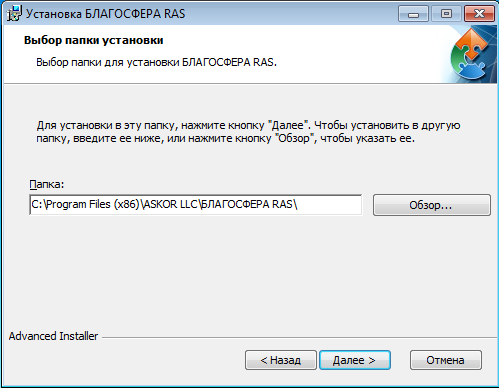 Установка БЛАГОСФЕРА RAS
Выбор папки установки
Выбор папки для установки БЛАГОСФЕРА RAS.
Для установки в эту папку, нажмите кнопку "Далее". Чтобы установить в другую
папку, введите ее ниже, или нажмите кнопку "Обзор", чтобы указать ее.
Папка:
C:\Program Files (x86)\ASKOR LLC\БЛАГОСФЕРА RAS\
Обзор...
Advanced Installer
< Назад
Далее >
Отмена